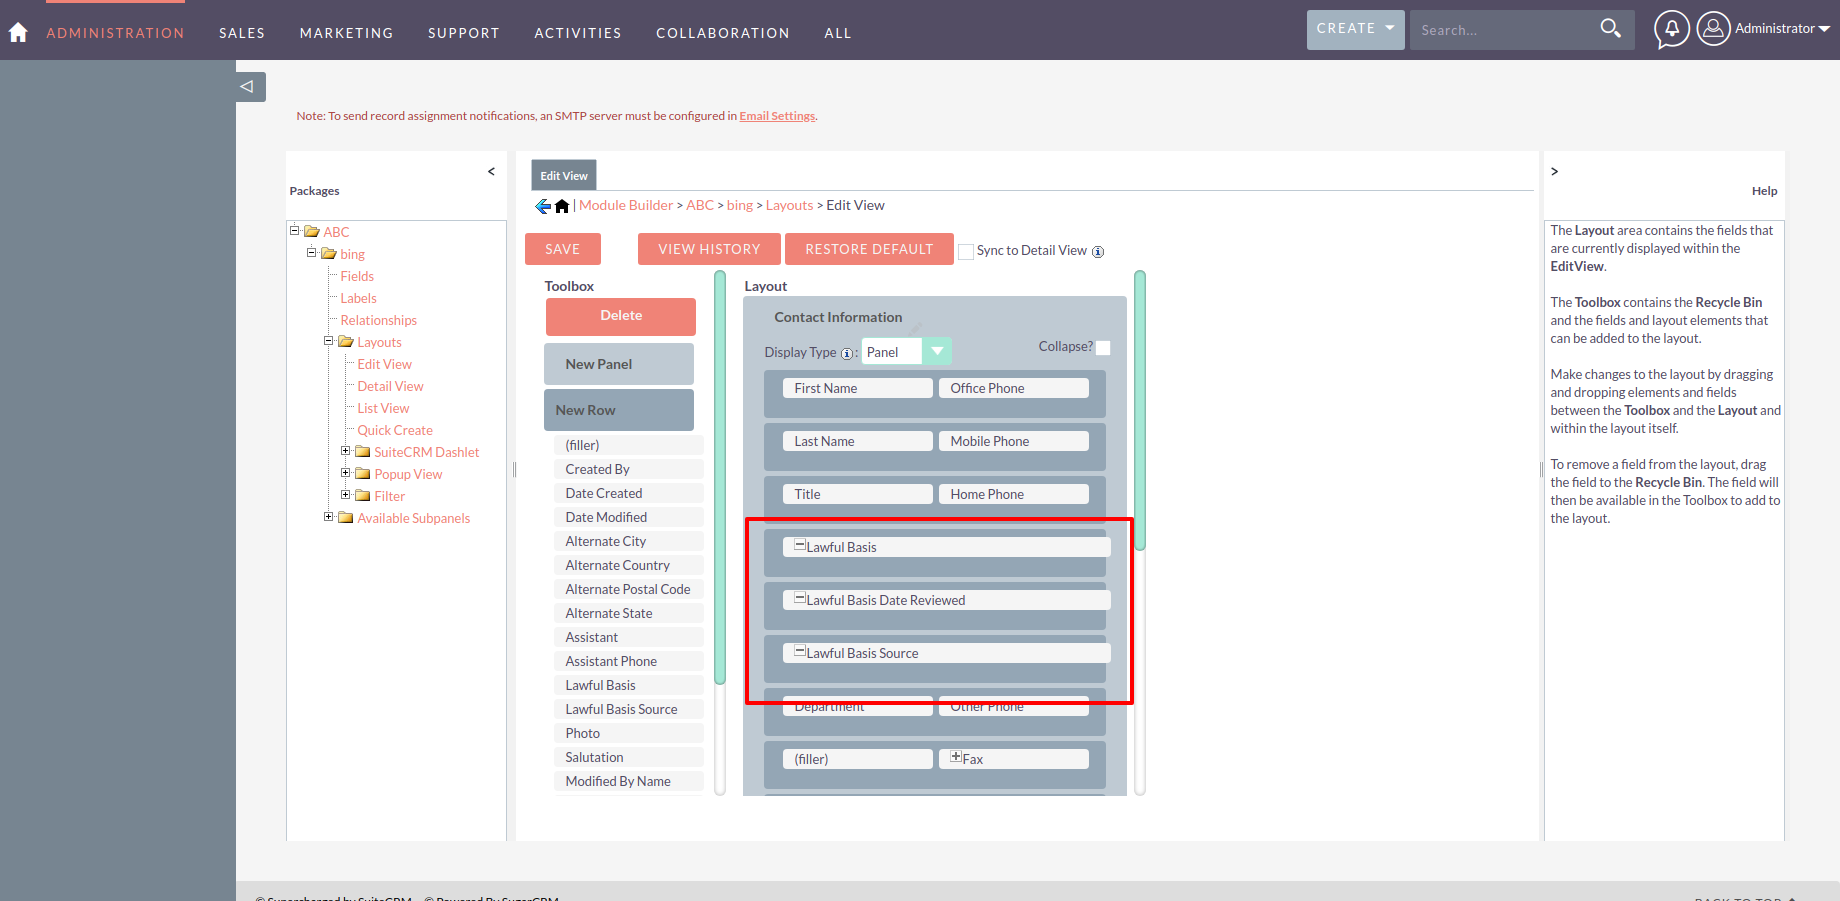 ADMINISTRATION SALES MARKETING SUPPORT ACTIVITIES COLLABORATION ALL CREATE Search... Administrator
Note: To send record assignment notifications, an SMTP server must be configured in Email Settings.
<
Packages
ABC
bing
Fields
Labels
Relationships
Layouts
Edit View
Detail View
List View
Quick Create
SuiteCRM Dashlet
Popup View
Filter
Available Subpanels
Edit View
| Module Builder > ABC > bing > Layouts > Edit View
SAVE VIEW HISTORY RESTORE DEFAULT Sync to Detail View
Toolbox
Delete
New Panel
New Row
(filler)
Created By
Date Created
Date Modified
Alternate City
Alternate Country
Alternate Postal Code
Alternate State
Assistant
Assistant Phone
Lawful Basis
Lawful Basis Source
Photo
Salutation
Modified By Name
Layout
Contact Information
Display Type : Panel Collapse?
First Name Office Phone
Last Name Mobile Phone
Title Home Phone
Lawful Basis
Lawful Basis Date Reviewed
Lawful Basis Source
Department Other Phone
(filler) Fax
>
Help
The Layout area contains the fields that
are currently displayed within the
EditView.
The Toolbox contains the Recycle Bin
and the fields and layout elements that
can be added to the layout.
Make changes to the layout by dragging
and dropping elements and fields
between the Toolbox and the Layout and
within the layout itself.
To remove a field from the layout, drag
the field to the Recycle Bin. The field will
then be available in the Toolbox to add to
the layout.
© Supercharged by SuiteCRM © Powered By SugarCRM
BACK TO TOP